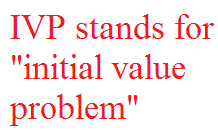 IVP stands for
"initial value
problem"